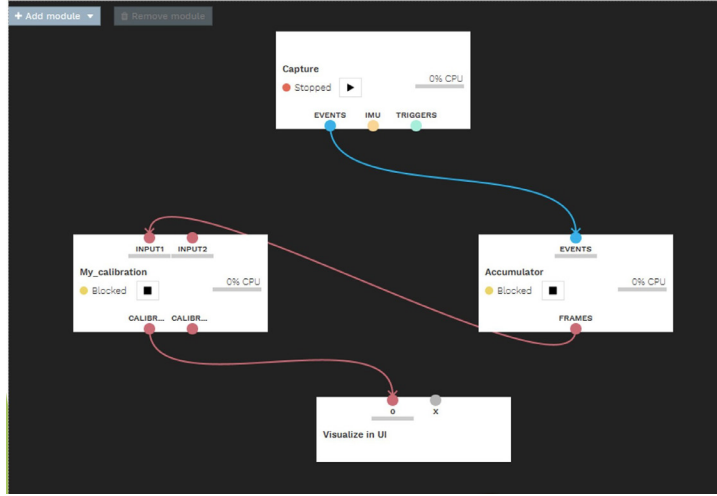 + Add module
Remove module
Capture
Stopped
0% CPU
EVENTS IMU TRIGGERS
INPUT1 INPUT2
My_calibration
Blocked
0% CPU
CALIBR... CALIBR...
EVENTS
Accumulator
Blocked
0% CPU
FRAMES
0 X
Visualize in UI